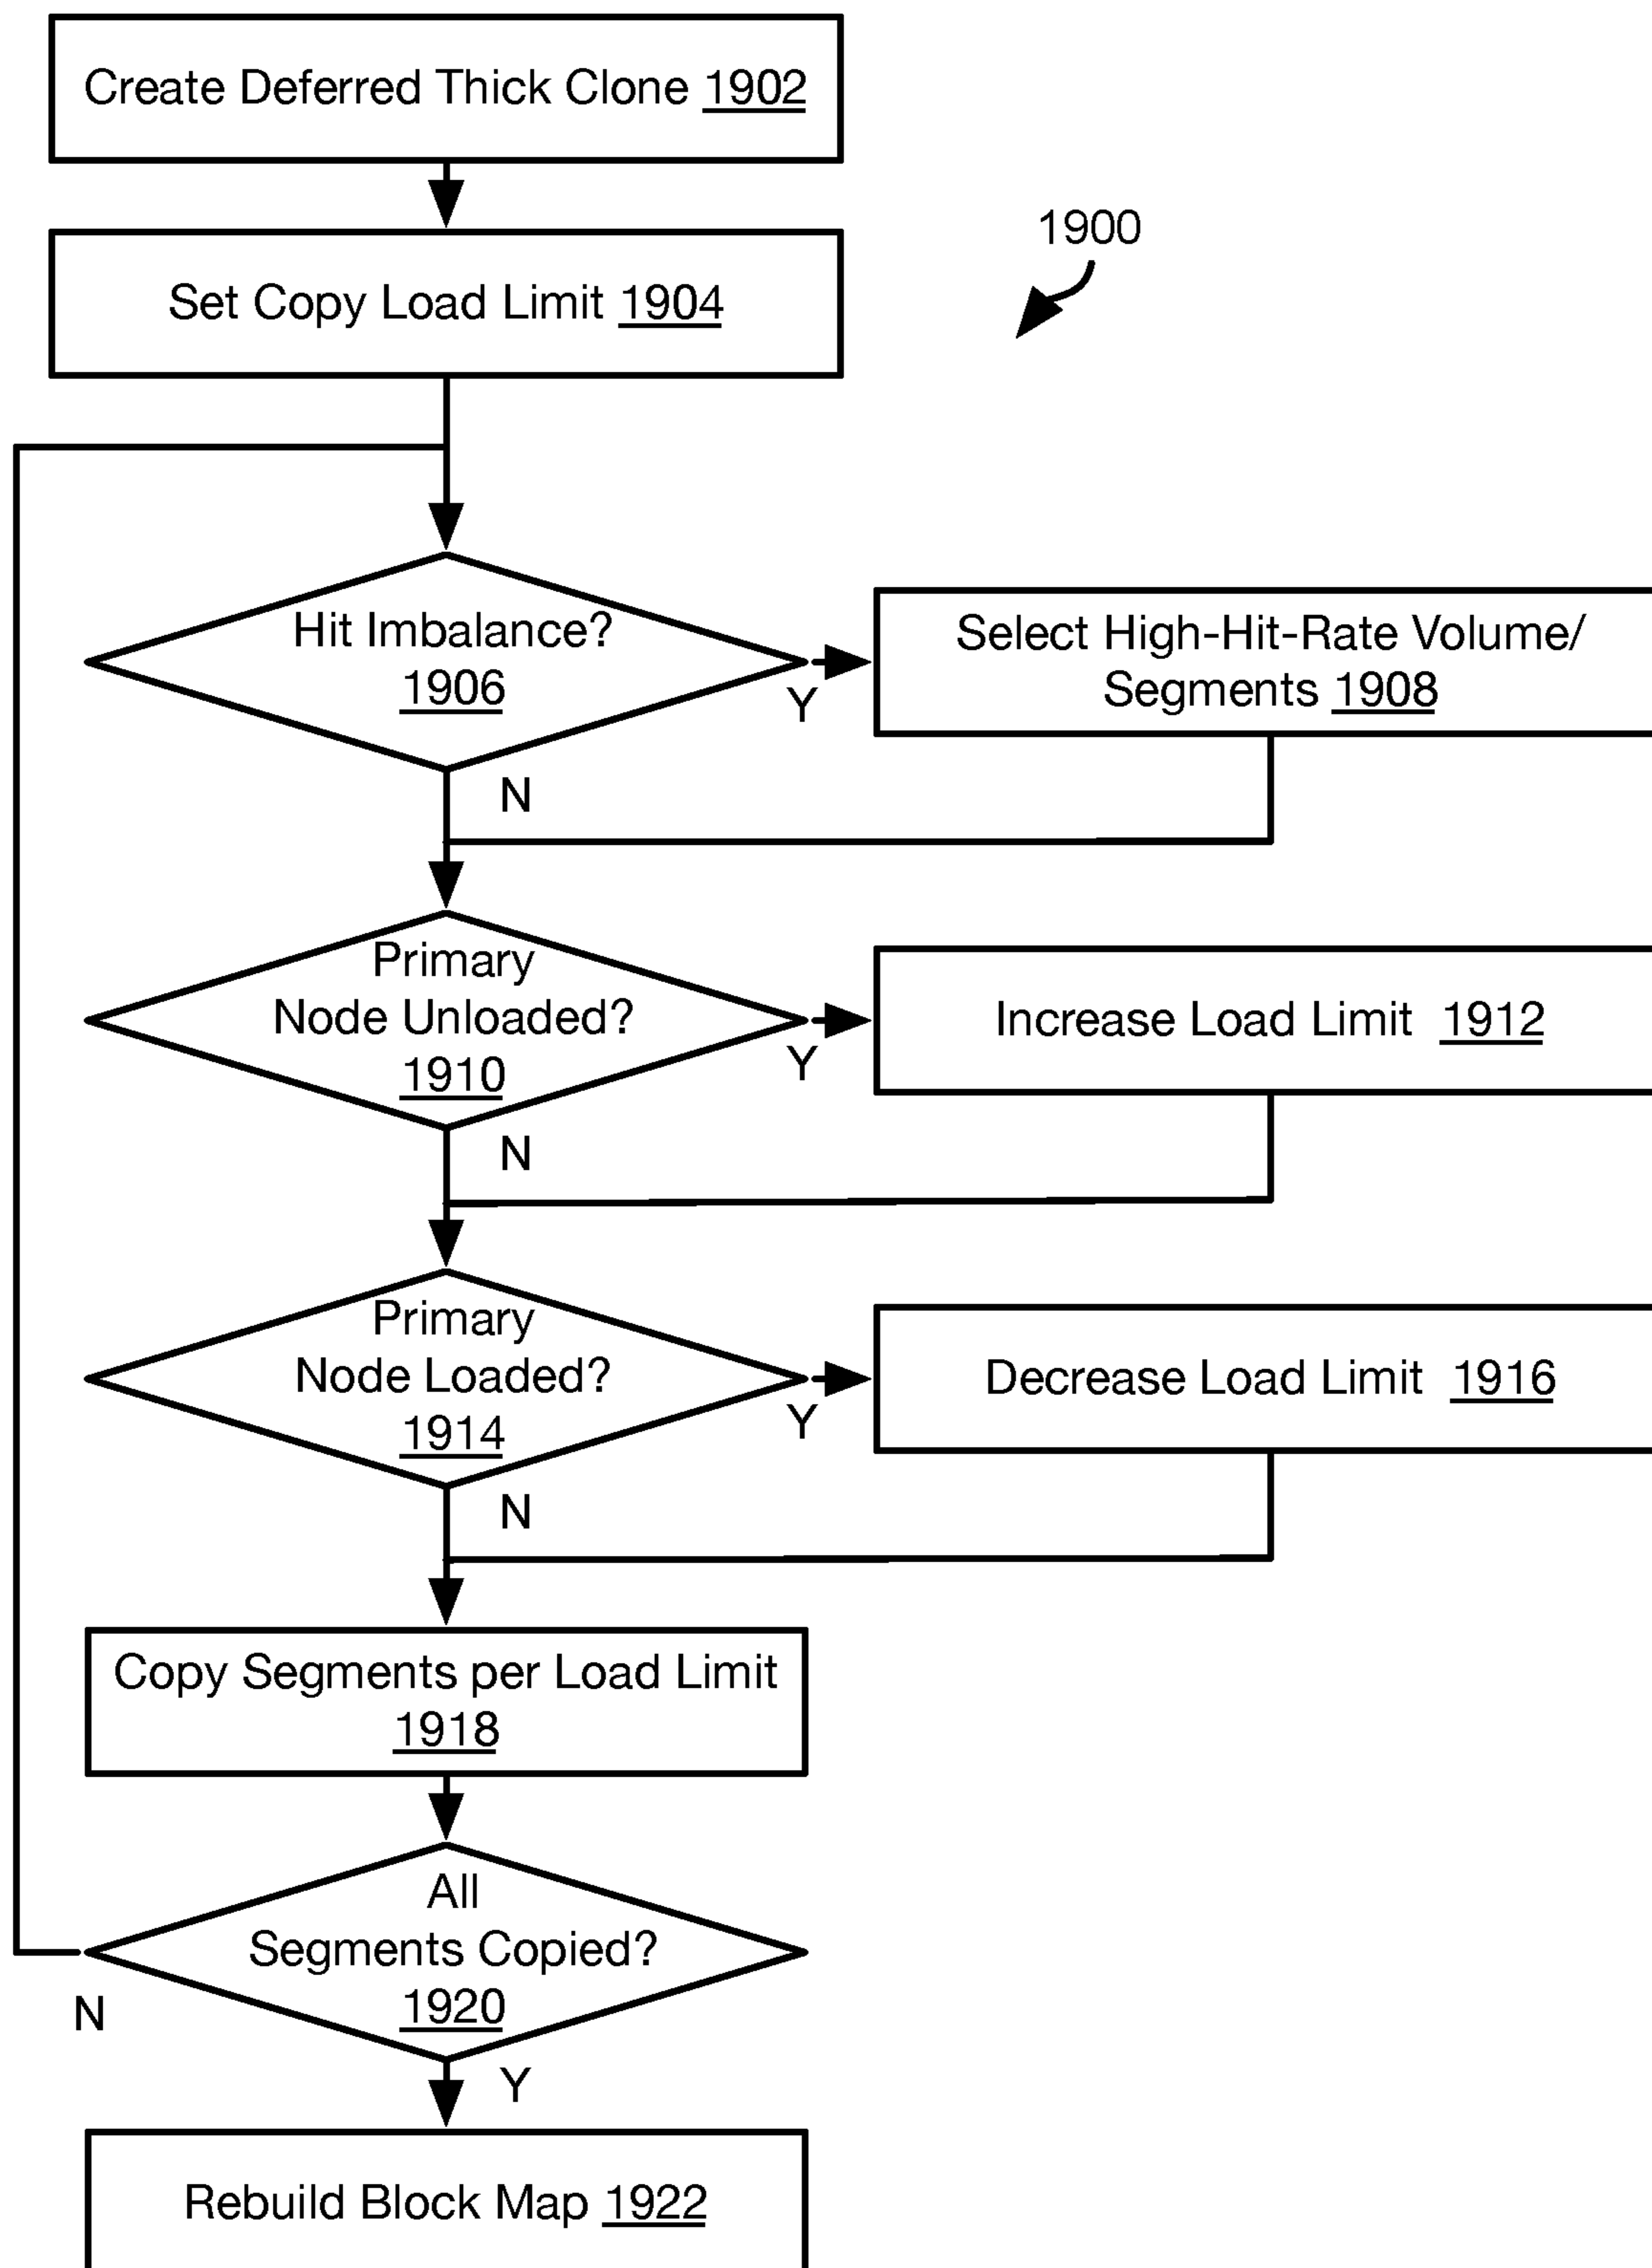 Create Deferred Thick Clone 1902
1900
Set Copy Load Limit 1904
Hit Imbalance?
1906
Y
N
Select High-Hit-Rate Volume/
Segments 1908
Primary
Node Unloaded?
1910
Y
N
Increase Load Limit 1912
Primary
Node Loaded?
1914
Y
N
Decrease Load Limit 1916
Copy Segments per Load Limit
1918
All
Segments Copied?
1920
N
Y
Rebuild Block Map 1922